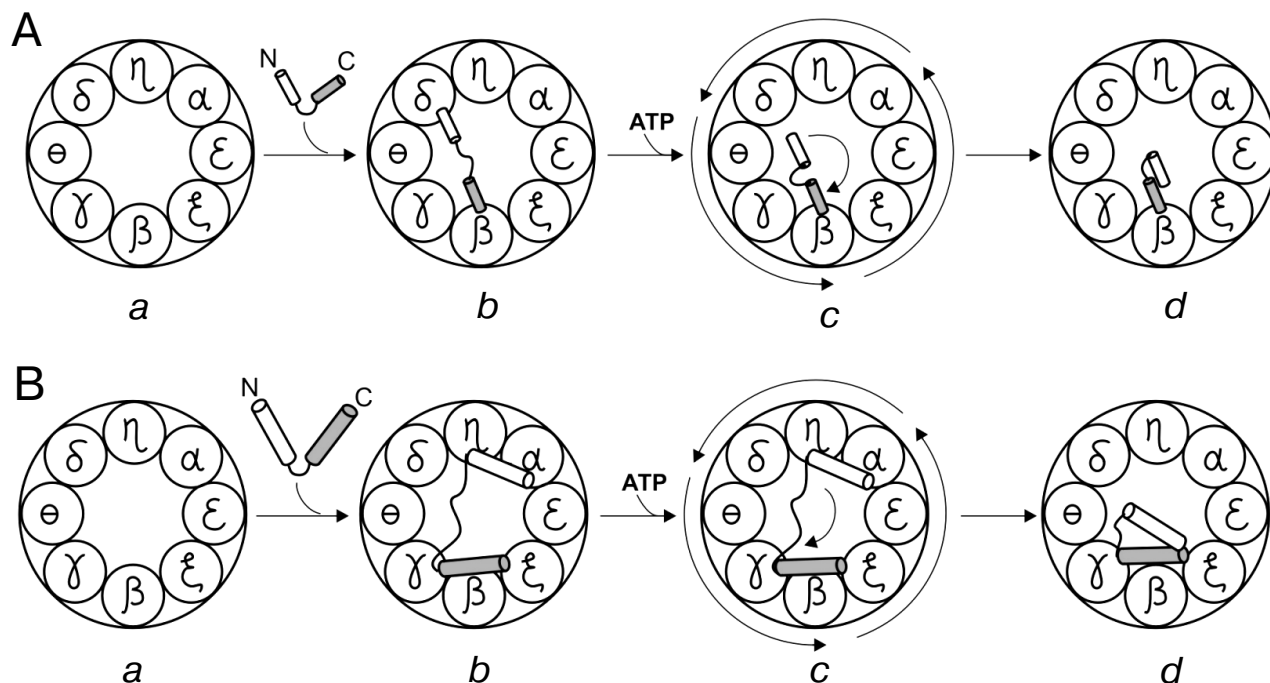 A
N C
η η η η
δ α δ α δ α δ α
ATP
θ ε θ ε θ ε θ ε
γ ξ γ ξ γ ξ γ ξ
β β β β
a b c d
B
N C
η η η η
δ α δ α δ α δ α
ATP
θ ε θ ε θ ε θ ε
γ ξ γ ξ γ ξ γ ξ
β β β β
a b c d